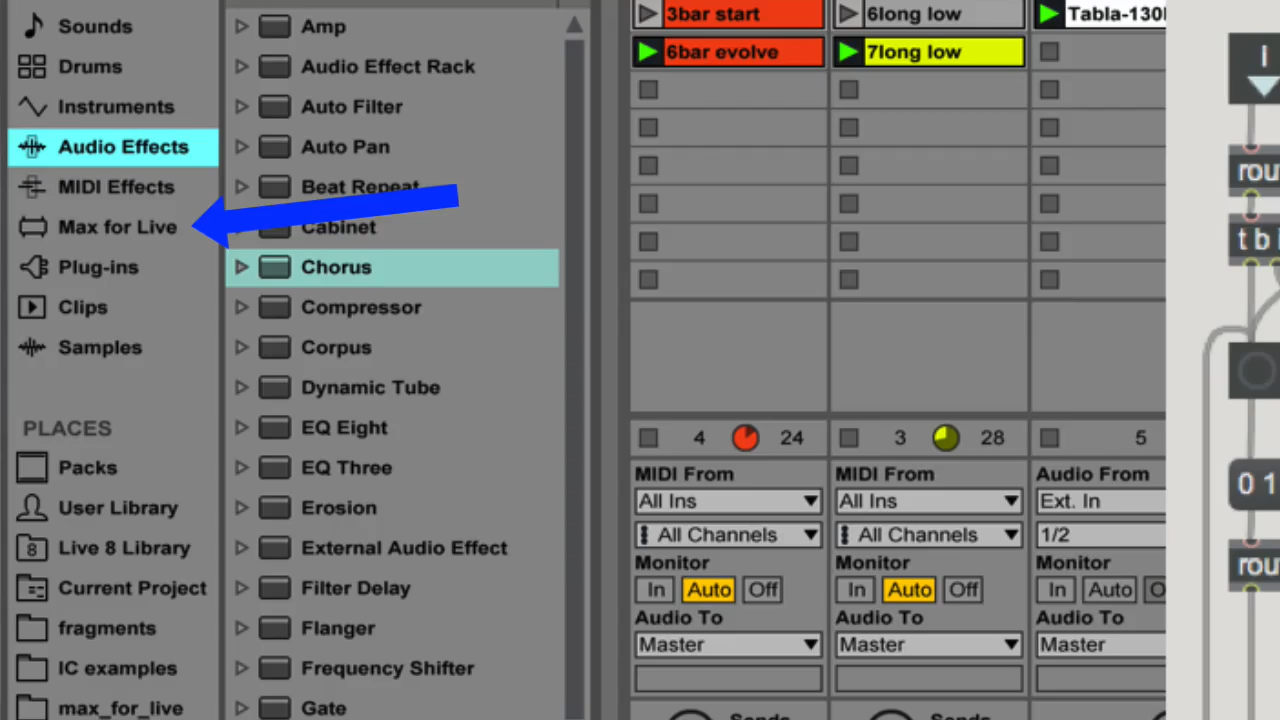 Sounds
Drums
Instruments
Audio Effects
MIDI Effects
Max for Live
Plug-ins
Clips
Samples
PLACES
Packs
User Library
8 Live 8 Library
Current Project
fragments
IC examples
max_for_live
Amp
Audio Effect Rack
Auto Filter
Auto Pan
Beat Repeat
Cabinet
Chorus
Compressor
Corpus
Dynamic Tube
EQ Eight
EQ Three
Erosion
External Audio Effect
Filter Delay
Flanger
Frequency Shifter
Gate
3bar start
6bar evolve
4 24
MIDI From
All Ins
All Channels
Monitor
In Auto Off
Audio To
Master
Sends
6long low
7long low
3 28
MIDI From
All Ins
All Channels
Monitor
In Auto Off
Audio To
Master
Sends
Tabla-130
5
Audio From
Ext. In
1/2
Monitor
In Auto O
Audio To
Master
rou
t b
0 1
rou